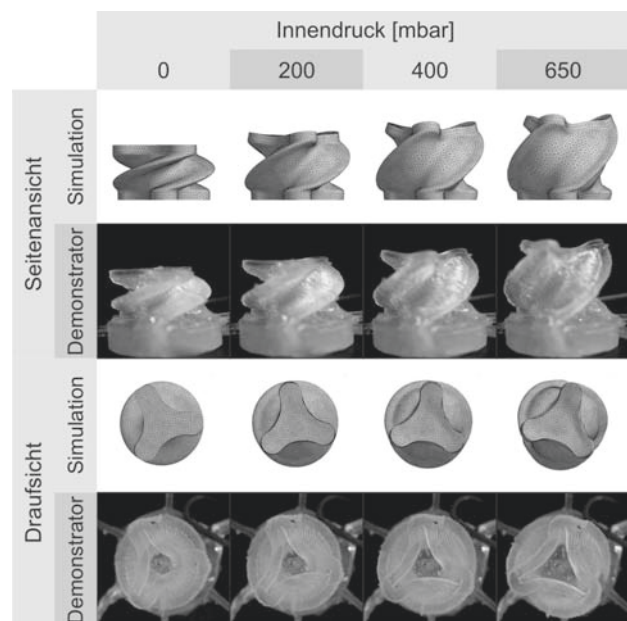 Innendruck [mbar]
0 200 400 650
Seitenansicht
Simulation
Demonstrator
Draufsicht
Simulation
Demonstrator